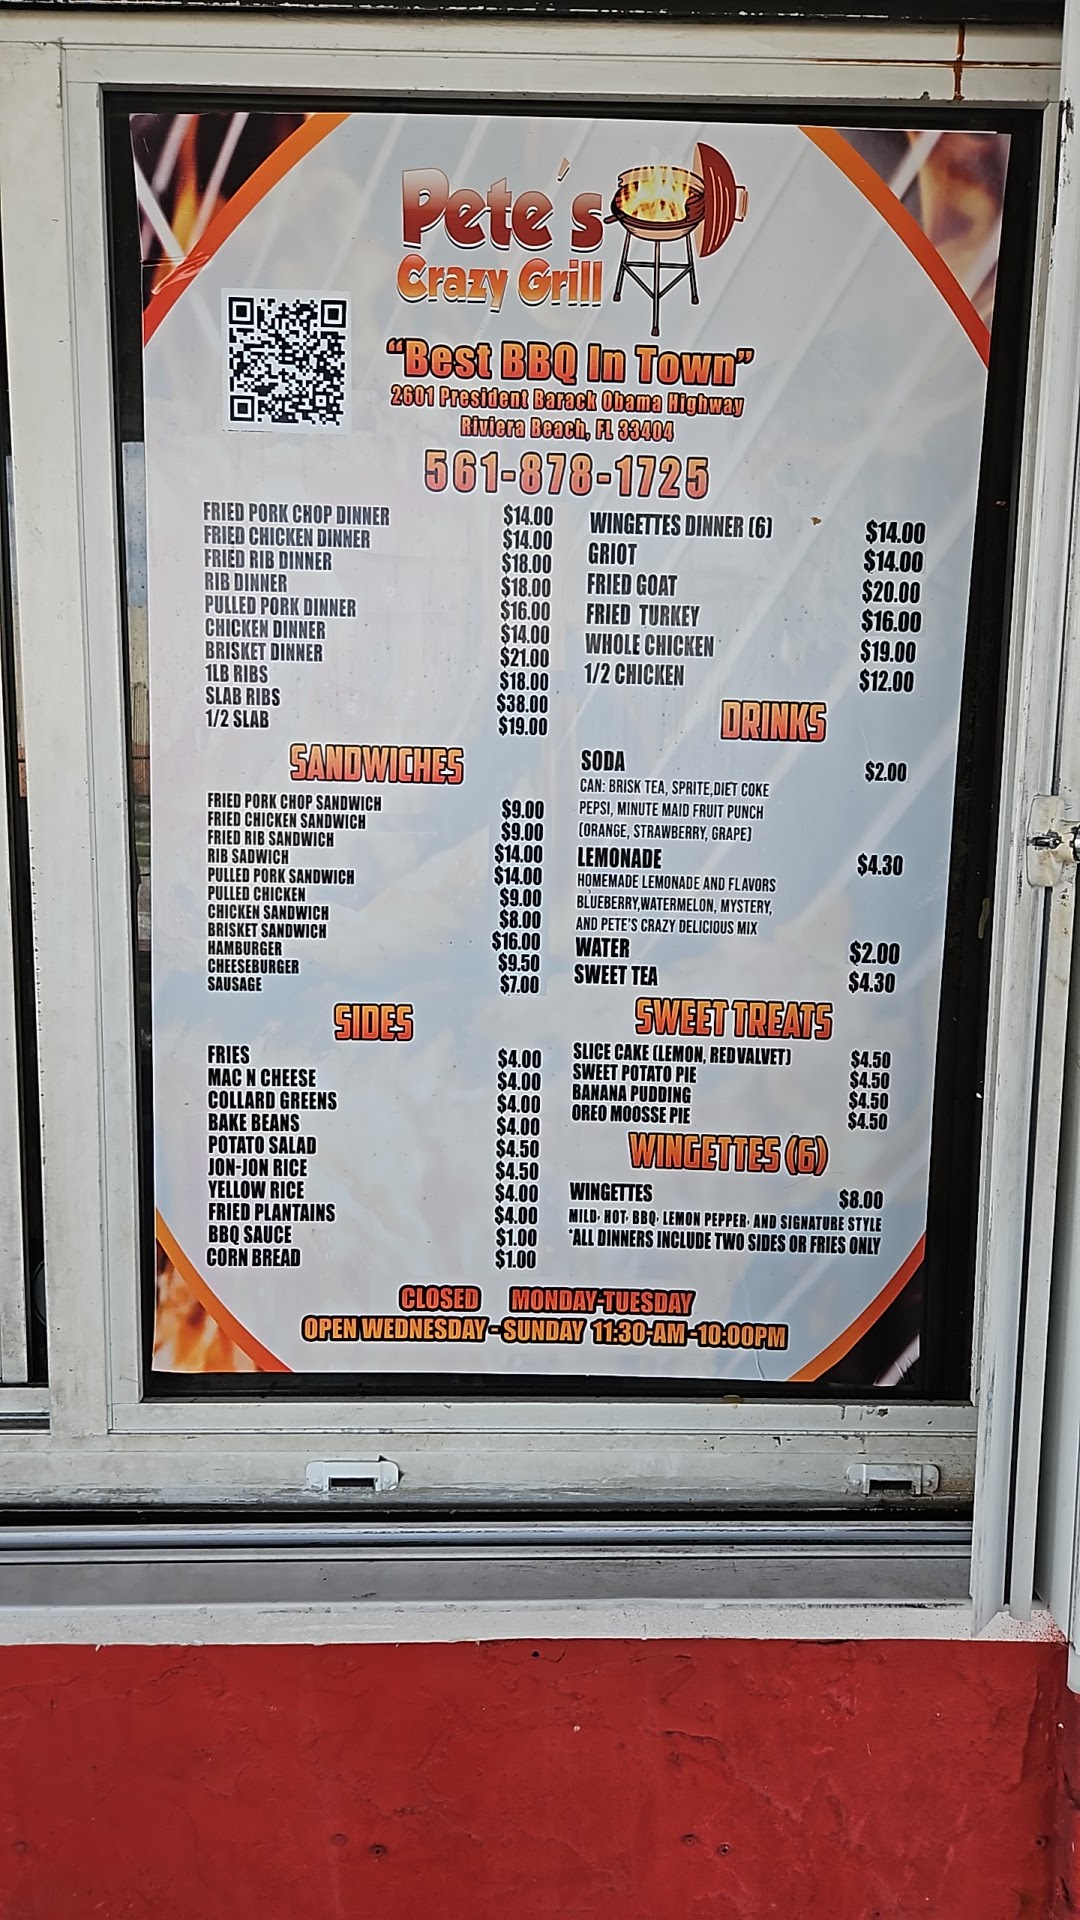 Pete's
Crazy Grill
"Best BBQ In Town"
2601 President Barack Obama Highway
Riviera Beach, FL 33404
561-878-1725
FRIED PORK CHOP DINNER $14.00
FRIED CHICKEN DINNER $14.00
FRIED RIB DINNER $18.00
RIB DINNER $18.00
PULLED PORK DINNER $16.00
CHICKEN DINNER $14.00
BRISKET DINNER $21.00
1LB RIBS $18.00
SLAB RIBS $38.00
1/2 SLAB $19.00
SANDWICHES
FRIED PORK CHOP SANDWICH
FRIED CHICKEN SANDWICH
FRIED RIB SANDWICH
RIB SADWICH
PULLED PORK SANDWICH
PULLED CHICKEN
CHICKEN SANDWICH
BRISKET SANDWICH
HAMBURGER
CHEESEBURGER
SAUSAGE
$9.00
$9.00
$14.00
$14.00
$9.00
$8.00
$16.00
$9.50
$7.00
SIDES
FRIES $4.00
MAC N CHEESE $4.00
COLLARD GREENS $4.00
BAKE BEANS $4.00
POTATO SALAD $4.50
JON-JON RICE $4.50
YELLOW RICE $4.00
FRIED PLANTAINS $4.00
BBQ SAUCE $1.00
CORN BREAD $1.00
WINGETTES DINNER (6) $14.00
GRIOT $14.00
FRIED GOAT $20.00
FRIED TURKEY $16.00
WHOLE CHICKEN $19.00
1/2 CHICKEN $12.00
DRINKS
SODA $2.00
CAN: BRISK TEA, SPRITE,DIET COKE
PEPSI, MINUTE MAID FRUIT PUNCH
(ORANGE, STRAWBERRY, GRAPE)
LEMONADE $4.30
HOMEMADE LEMONADE AND FLAVORS
BLUEBERRY,WATERMELON, MYSTERY,
AND PETE'S CRAZY DELICIOUS MIX
WATER $2.00
SWEET TEA $4.30
SWEET TREATS
SLICE CAKE (LEMON, REDVALVET) $4.50
SWEET POTATO PIE $4.50
BANANA PUDDING $4.50
OREO MOOSSE PIE $4.50
WINGETTES (6)
WINGETTES $8.00
MILD, HOT, BBQ, LEMON PEPPER, AND SIGNATURE STYLE
*ALL DINNERS INCLUDE TWO SIDES OR FRIES ONLY
CLOSED MONDAY-TUESDAY
OPEN WEDNESDAY - SUNDAY 11:30-AM -10:00PM